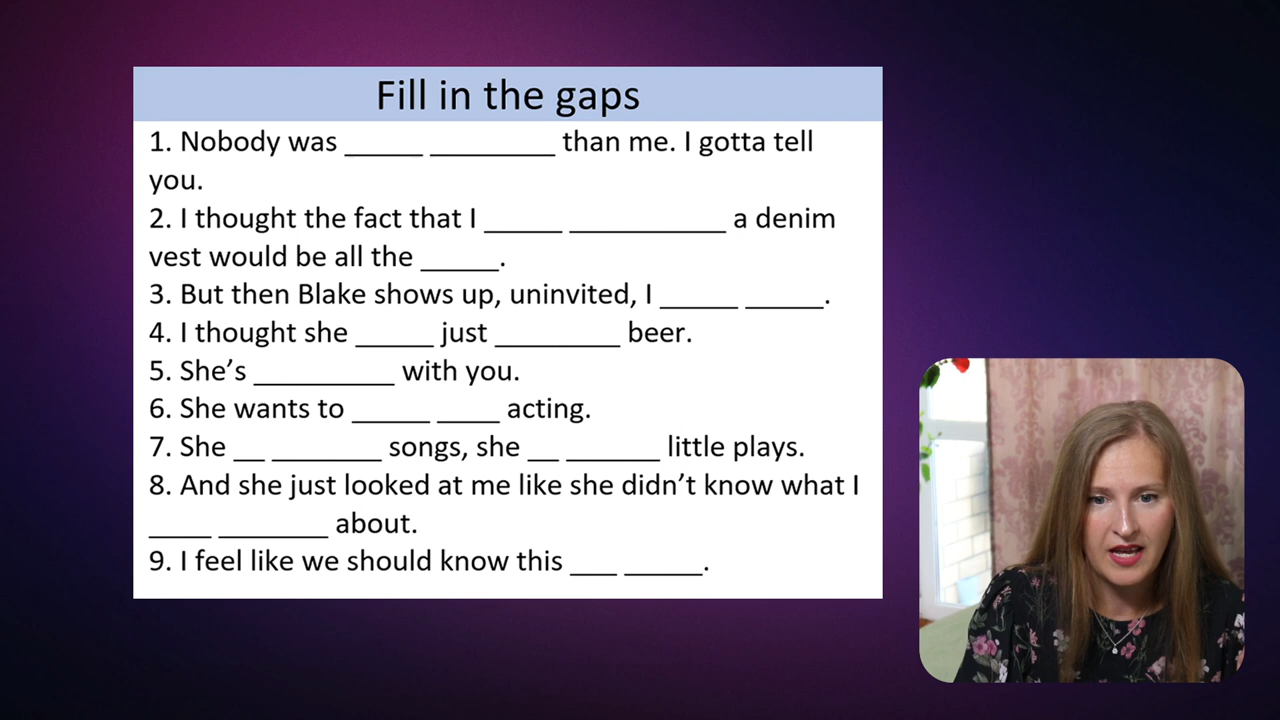 Fill in the gaps
1. Nobody was _____ ________ than me. I gotta tell
you.
2. I thought the fact that I _____ __________ a denim
vest would be all the _____.
3. But then Blake shows up, uninvited, I _____ _____.
4. I thought she _____ just ________ beer.
5. She’s _________ with you.
6. She wants to _____ ____ acting.
7. She __ _______ songs, she __ ______ little plays.
8. And she just looked at me like she didn’t know what I
____ _______ about.
9. I feel like we should know this ___ _____.